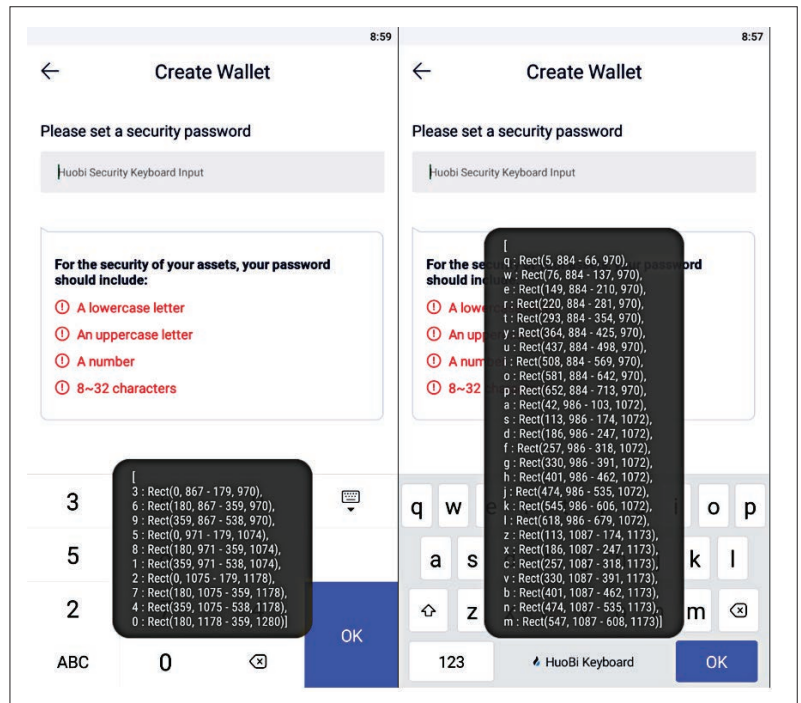 8:59
Create Wallet
Please set a security password
Huobi Security Keyboard Input
For the security of your assets, your password
should include:
A lowercase letter
An uppercase letter
A number
8~32 characters
[
3 : Rect(0, 867 - 179, 970),
6 : Rect(180, 867 - 359, 970),
9 : Rect(359, 867 - 538, 970),
5 : Rect(0, 971 - 179, 1074),
8 : Rect(180, 971 - 359, 1074),
1 : Rect(359, 971 - 538, 1074),
2 : Rect(0, 1075 - 179, 1178),
7 : Rect(180, 1075 - 359, 1178),
4 : Rect(359, 1075 - 538, 1178),
0 : Rect(180, 1178 - 359, 1280)]
3
5
2
OK
ABC 0
8:57
Create Wallet
Please set a security password
Huobi Security Keyboard Input
For the se
password
should in
A low
An up
A num
8~32
[
q : Rect(5, 884 - 66, 970),
w : Rect(76, 884 - 137, 970),
e : Rect(149, 884 - 210, 970),
r : Rect(220, 884 - 281, 970),
t : Rect(293, 884 - 354, 970),
y : Rect(364, 884 - 425, 970),
u : Rect(437, 884 - 498, 970),
i : Rect(508, 884 - 569, 970),
o : Rect(581, 884 - 642, 970),
p : Rect(652, 884 - 713, 970),
a : Rect(42, 986 - 103, 1072),
s : Rect(113, 986 - 174, 1072),
d : Rect(186, 986 - 247, 1072),
f : Rect(257, 986 - 318, 1072),
g : Rect(330, 986 - 391, 1072),
h : Rect(401, 986 - 462, 1072),
j : Rect(474, 986 - 535, 1072),
k : Rect(545, 986 - 606, 1072),
l : Rect(618, 986 - 679, 1072),
z : Rect(113, 1087 - 174, 1173),
x : Rect(186, 1087 - 247, 1173),
c : Rect(257, 1087 - 318, 1173),
v : Rect(330, 1087 - 391, 1173),
b : Rect(401, 1087 - 462, 1173),
n : Rect(474, 1087 - 535, 1173),
m : Rect(547, 1087 - 608, 1173)]
q w e i o p
a s k l
z m
123 HuoBi Keyboard OK